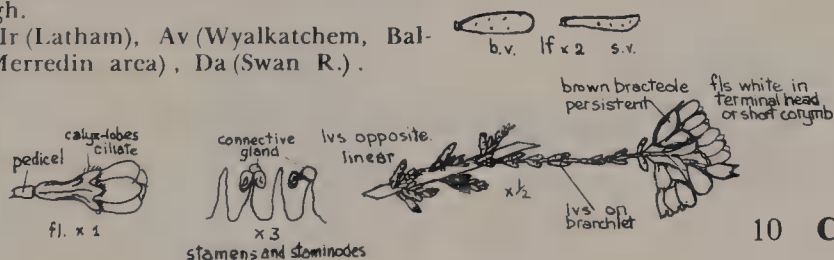 gh.
Ir (Latham), Av (Wyalkatchem, Bal-
Merredin area), Da (Swan R.).
b.v. lf x 2 s.v.
brown bracteole
persistent
fls white in
terminal head
or short corymb
calyx-lobes
ciliate
pedicel
fl. x 1
connective
gland
x 3
stamens and staminodes
lvs opposite.
linear
x ½
lvs on
branchlet
10 C